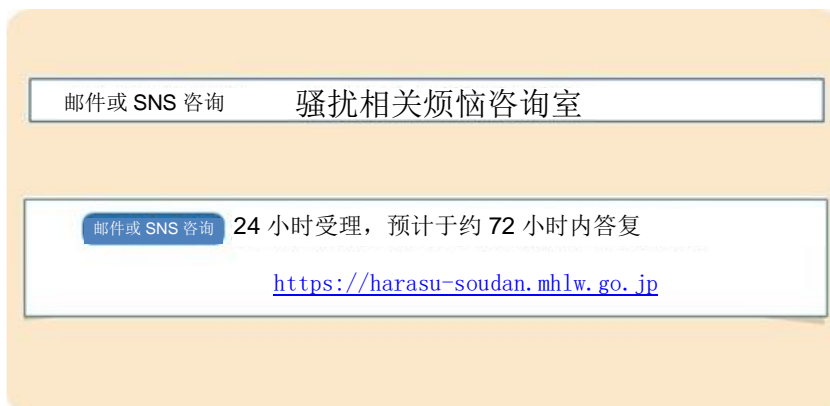 邮件或 SNS 咨询 骚扰相关烦恼咨询室
邮件或 SNS 咨询 24 小时受理，预计于约 72 小时内答复
https://harasu-soudan.mhlw.go.jp